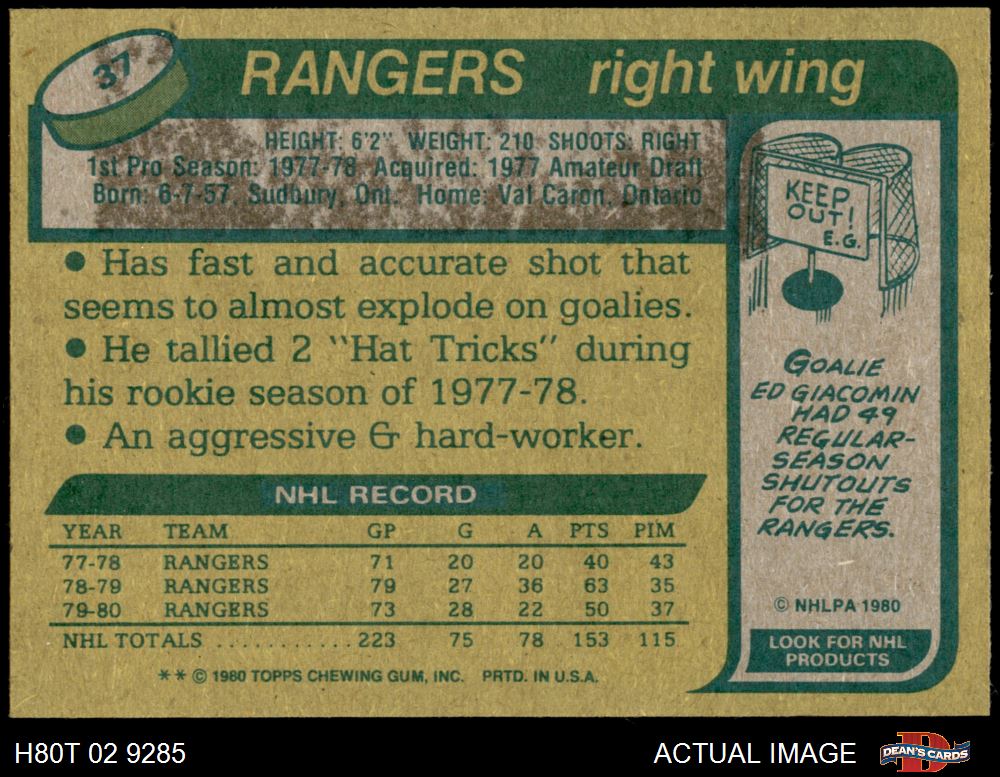 37
RANGERS right wing
HEIGHT: 6'2" WEIGHT: 210 SHOOTS: RIGHT
1st Pro Season: 1977-78 Acquired: 1977 Amateur Draft
Born: 6-7-57, Sudbury, Ont. Home: Val Caron, Ontario
• Has fast and accurate shot that
seems to almost explode on goalies.
• He tallied 2 "Hat Tricks" during
his rookie season of 1977-78.
• An aggressive & hard-worker.
NHL RECORD
YEAR TEAM GP G A PTS PIM
77-78 RANGERS 71 20 20 40 43
78-79 RANGERS 79 27 36 63 35
79-80 RANGERS 73 28 22 50 37
NHL TOTALS . . . . . . . . . . . 223 75 78 153 115
** © 1980 TOPPS CHEWING GUM, INC. PRTD. IN U.S.A.
KEEP
OUT!
E.G.
GOALIE
ED GIACOMIN
HAD 49
REGULAR-
SEASON
SHUTOUTS
FOR THE
RANGERS.
© NHLPA 1980
LOOK FOR NHL
PRODUCTS
H80T 02 9285
ACTUAL IMAGE
DEAN'S CARDS